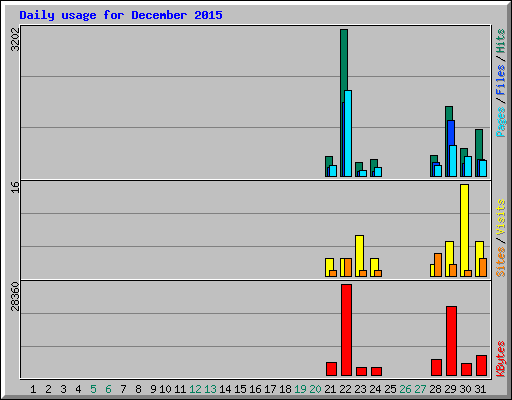 Daily usage for December 2015
3202
16
28360
Pages / Files / Hits
Sites / Visits
KBytes
1 2 3 4 5 6 7 8 9 10 11 12 13 14 15 16 17 18 19 20 21 22 23 24 25 26 27 28 29 30 31